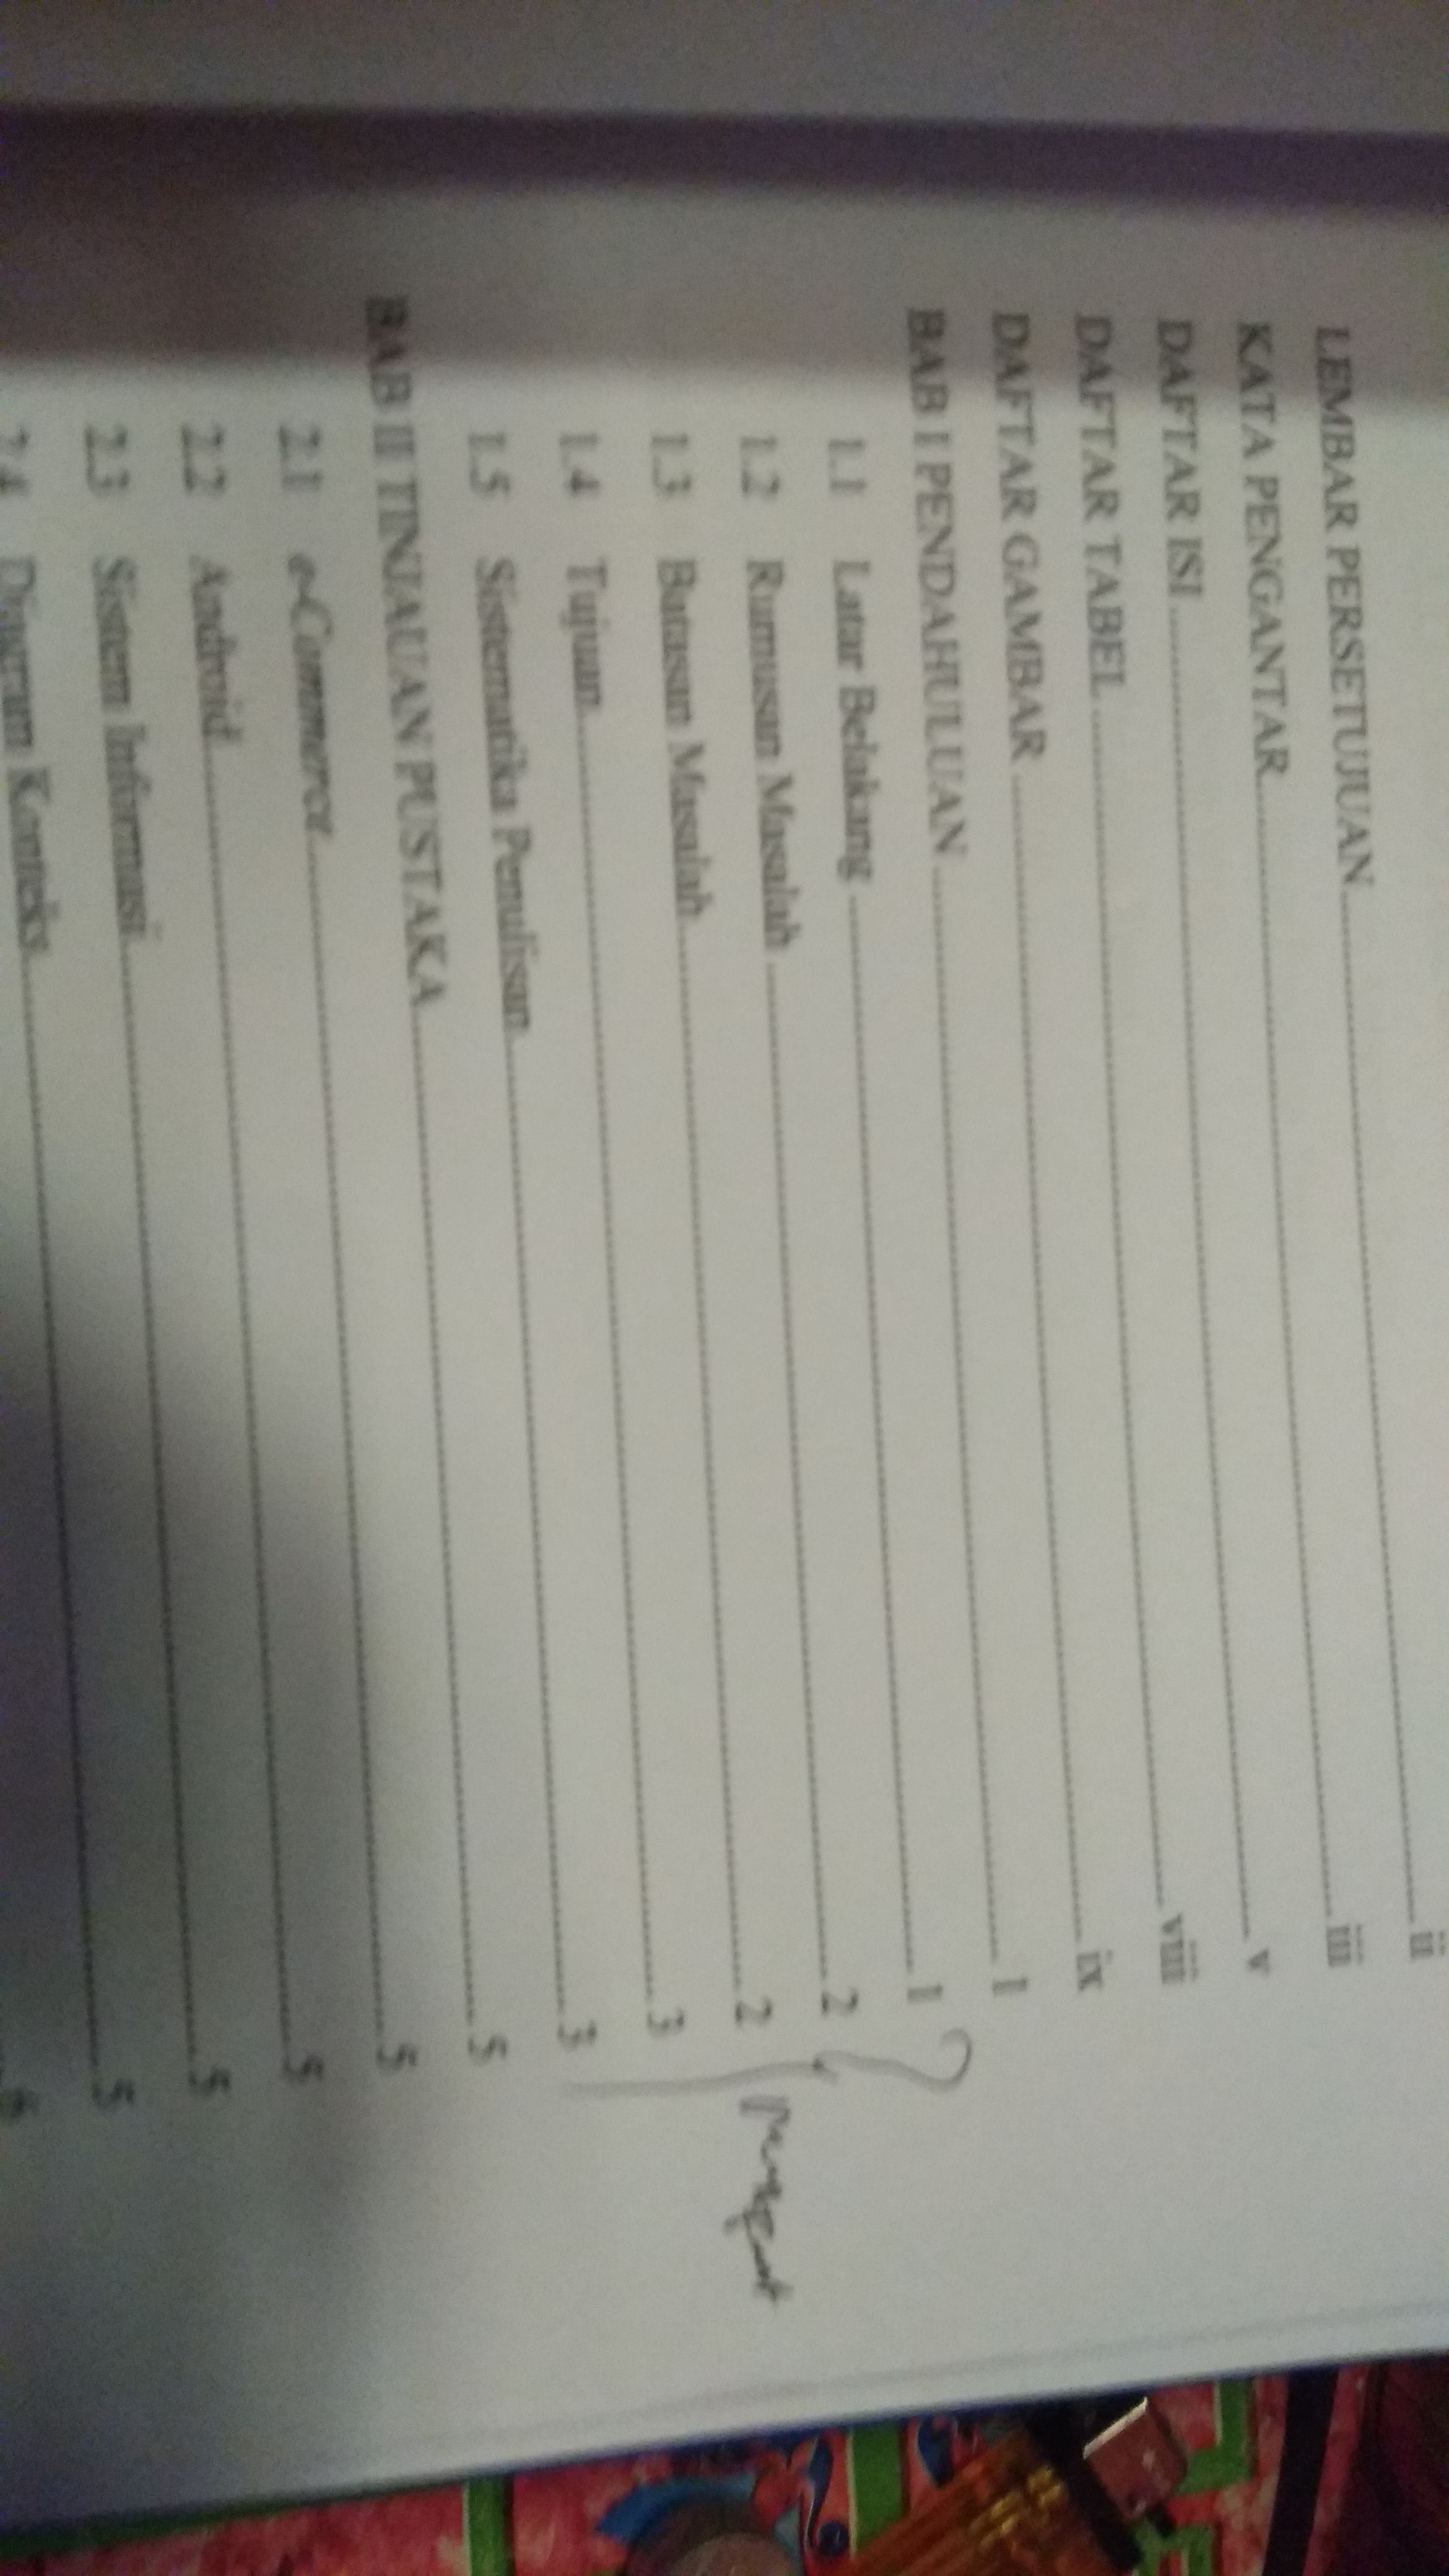 LEMBAR PERSETUJUAN ii
KATA PENGANTAR iii
DAFTAR ISI v
DAFTAR TABEL viii
DAFTAR GAMBAR ix
BAB I PENDAHULUAN 1
1.1 Latar Belakang 1
1.2 Rumusan Masalah 2
1.3 Batasan Masalah 2
1.4 Tujuan 3
1.5 Sistematika Penulisan 3
BAB II TINJAUAN PUSTAKA 5
2.1 e-Commerce 5
2.2 Android 5
2.3 Sistem Informasi 5
2.4 Diagram Konteks 5
6